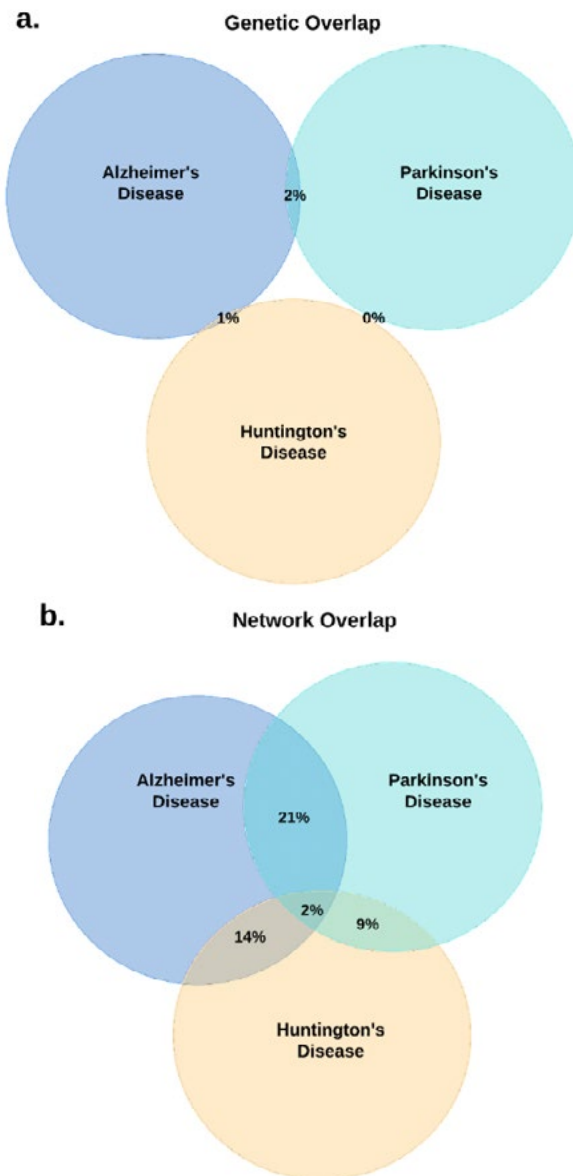 a.
Genetic Overlap
Alzheimer's
Disease
Parkinson's
Disease
2%
1%
0%
Huntington's
Disease
b.
Network Overlap
Alzheimer's
Disease
Parkinson's
Disease
21%
2%
14%
9%
Huntington's
Disease